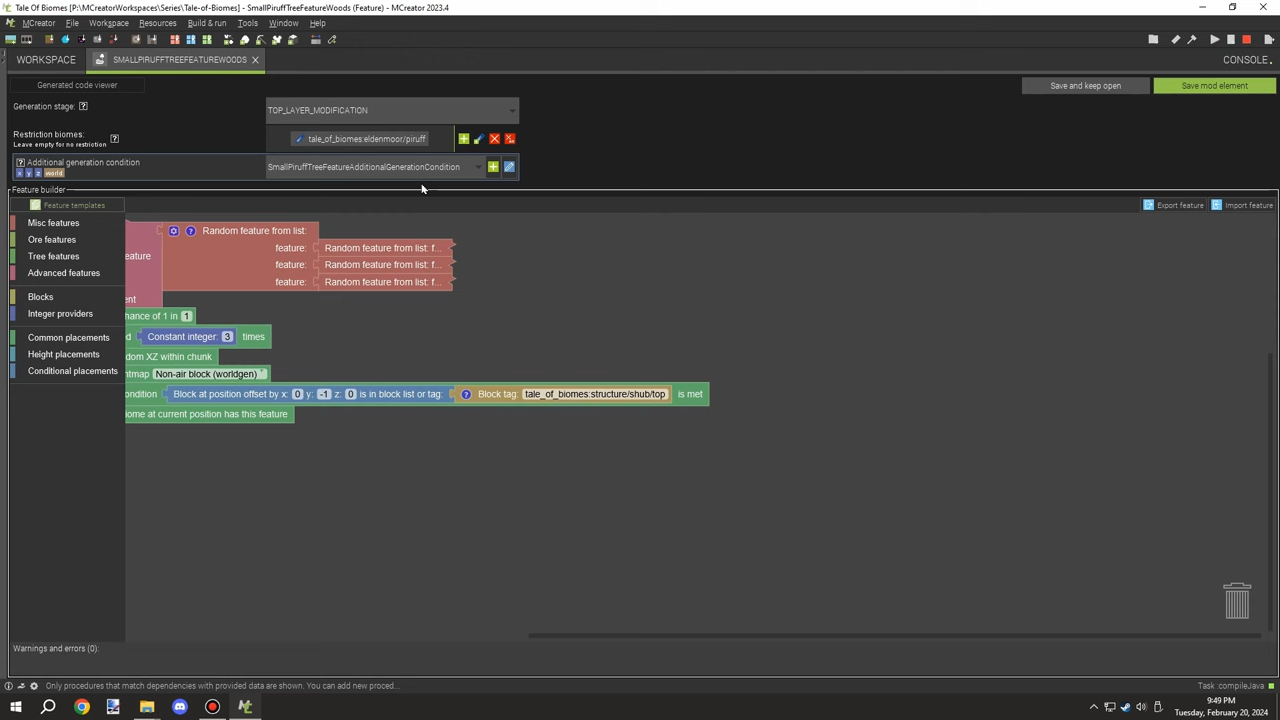 Tale Of Biomes [P:\MCreatorWorkspaces\Series\Tale-of-Biomes] - SmallPiruffTreeFeatureWoods (Feature) - MCreator 2023.4
MCreator File Workspace Resources Build & run Tools Window Help
WORKSPACE SMALLPIRUFFTREEFEATUREWOODS CONSOLE
Generated code viewer Save and keep open Save mod element
Generation stage: ? TOP_LAYER_MODIFICATION
Restriction biomes:
Leave empty for no restriction ? tale_of_biomes:eldenmoor/piruff
? Additional generation condition SmallPiruffTreeFeatureAdditionalGenerationCondition
x y z world
Feature builder
Feature templates Export feature Import feature
Misc features
Ore features
Tree features
Advanced features
Blocks
Integer providers
Common placements
Height placements
Conditional placements
eature ? Random feature from list:
feature: Random feature from list: f...
feature: Random feature from list: f...
feature: Random feature from list: f...
ent
hance of 1 in 1
d Constant integer: 3 times
dom XZ within chunk
ntmap Non-air block (worldgen)
ondition Block at position offset by x: 0 y: -1 z: 0 is in block list or tag: ? Block tag: tale_of_biomes:structure/shub/top is met
iome at current position has this feature
Warnings and errors (0):
Only procedures that match dependencies with provided data are shown. You can add new proced... Task :compileJava
9:49 PM
Tuesday, February 20, 2024